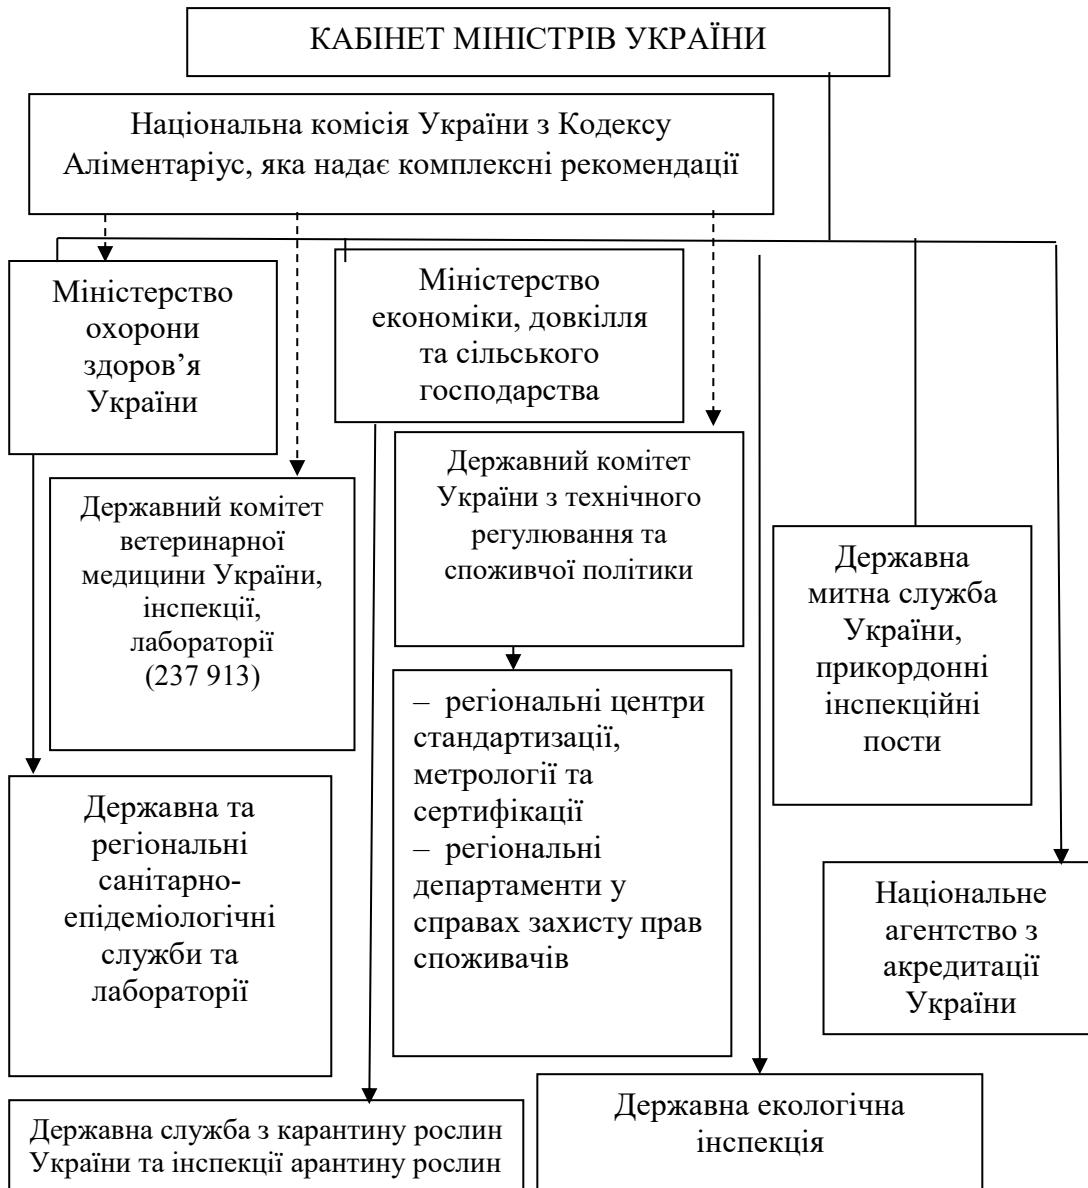 КАБІНЕТ МІНІСТРІВ УКРАЇНИ
Національна комісія України з Кодексу
Аліментаріус, яка надає комплексні рекомендації
Міністерство
охорони
здоров’я
України
Міністерство
економіки, довкілля
та сільського
господарства
Державний комітет
ветеринарної
медицини України,
інспекції,
лабораторії
(237 913)
Державний комітет
України з технічного
регулювання та
споживчої політики
Державна
митна служба
України,
прикордонні
інспекційні
пости
– регіональні центри
стандартизації,
метрології та
сертифікації
– регіональні
департаменти у
справах захисту прав
споживачів
Державна та
регіональні
санітарно-
епідеміологічні
служби та
лабораторії
Національне
агентство з
акредитації
України
Державна служба з карантину рослин
України та інспекції арантину рослин
Державна екологічна
інспекція